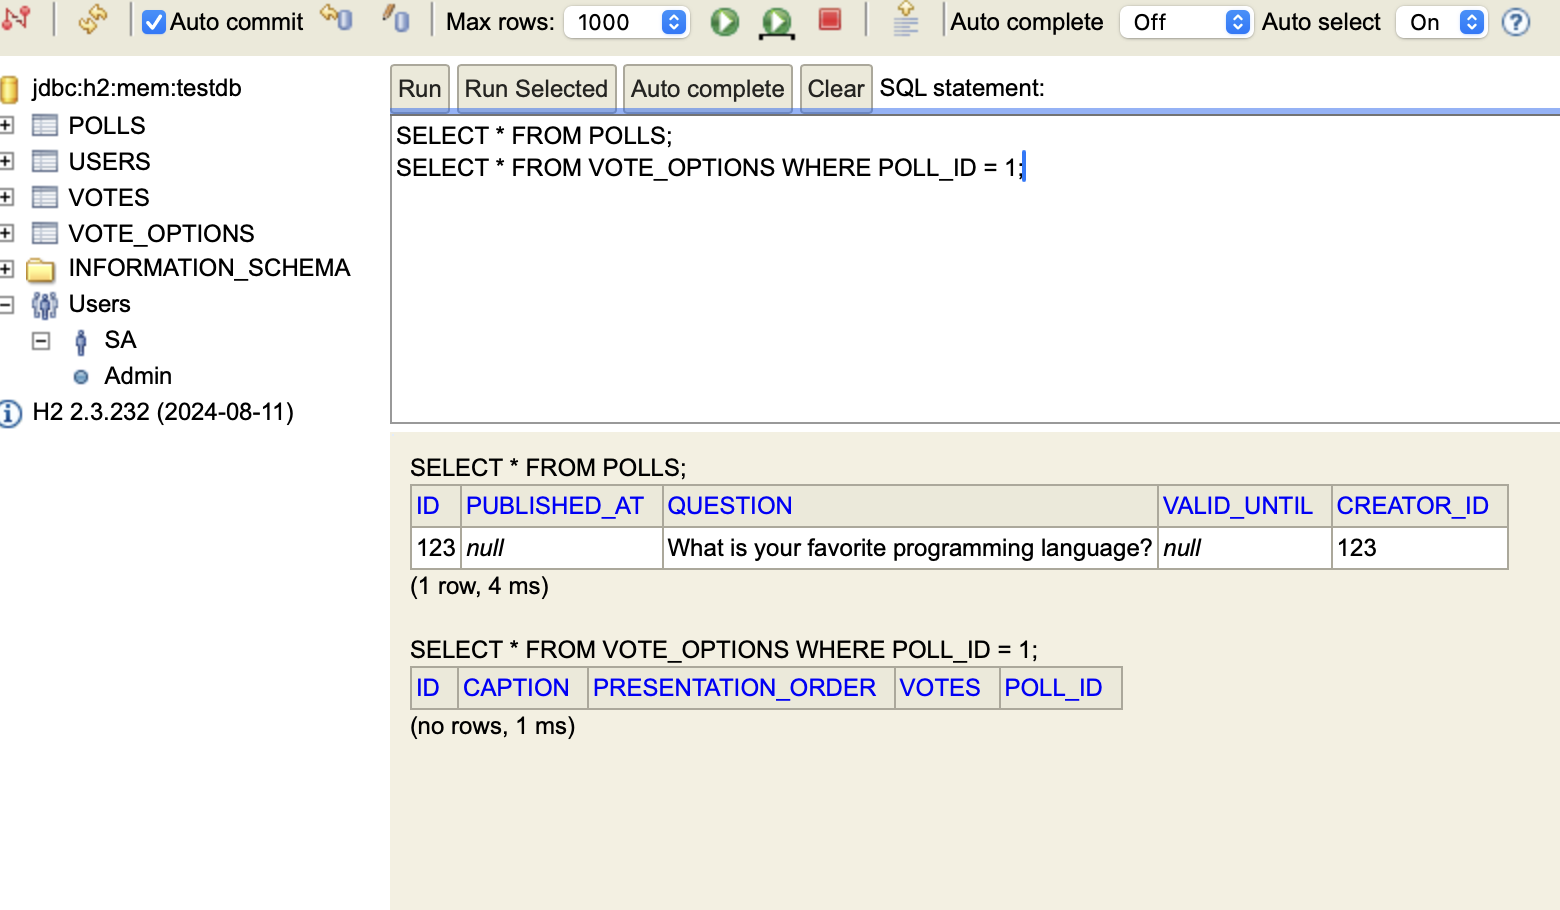 Auto commit Max rows: 1000 Auto complete Off Auto select On ?
jdbc:h2:mem:testdb
POLLS
USERS
VOTES
VOTE_OPTIONS
INFORMATION_SCHEMA
Users
SA
Admin
H2 2.3.232 (2024-08-11)
Run Run Selected Auto complete Clear SQL statement:
SELECT * FROM POLLS;
SELECT * FROM VOTE_OPTIONS WHERE POLL_ID = 1;
SELECT * FROM POLLS;
ID PUBLISHED_AT QUESTION VALID_UNTIL CREATOR_ID
123 null What is your favorite programming language? null 123
(1 row, 4 ms)
SELECT * FROM VOTE_OPTIONS WHERE POLL_ID = 1;
ID CAPTION PRESENTATION_ORDER VOTES POLL_ID
(no rows, 1 ms)